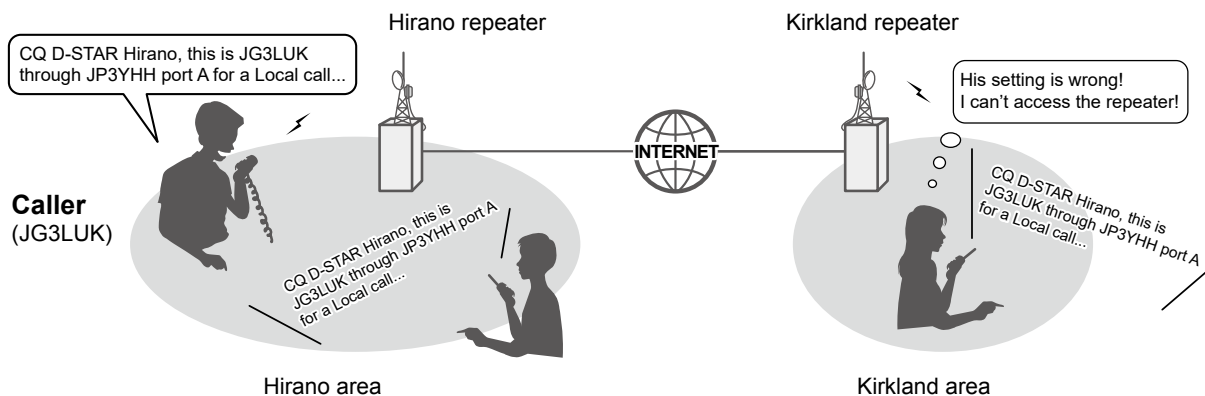 Hirano repeater
Kirkland repeater
CQ D-STAR Hirano, this is JG3LUK
through JP3YHH port A for a Local call...
His setting is wrong!
I can't access the repeater!
INTERNET
Caller
(JG3LUK)
CQ D-STAR Hirano, this is
JG3LUK through JP3YHH port A
for a Local call...
CQ D-STAR Hirano, this is
JG3LUK through JP3YHH port A
for a Local call...
Hirano area
Kirkland area